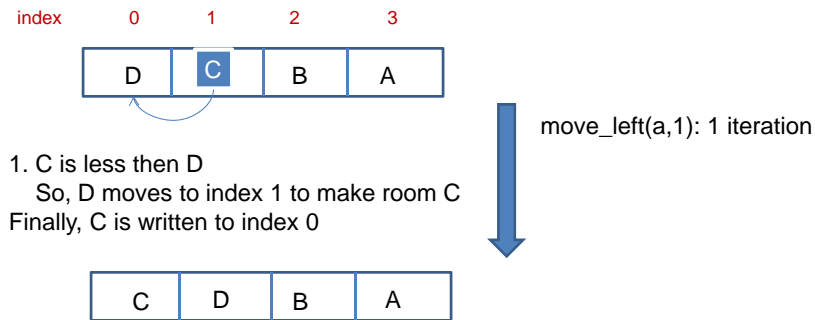 index 0 1 2 3
D C B A
move_left(a,1): 1 iteration
1. C is less then D
So, D moves to index 1 to make room C
Finally, C is written to index 0
C D B A